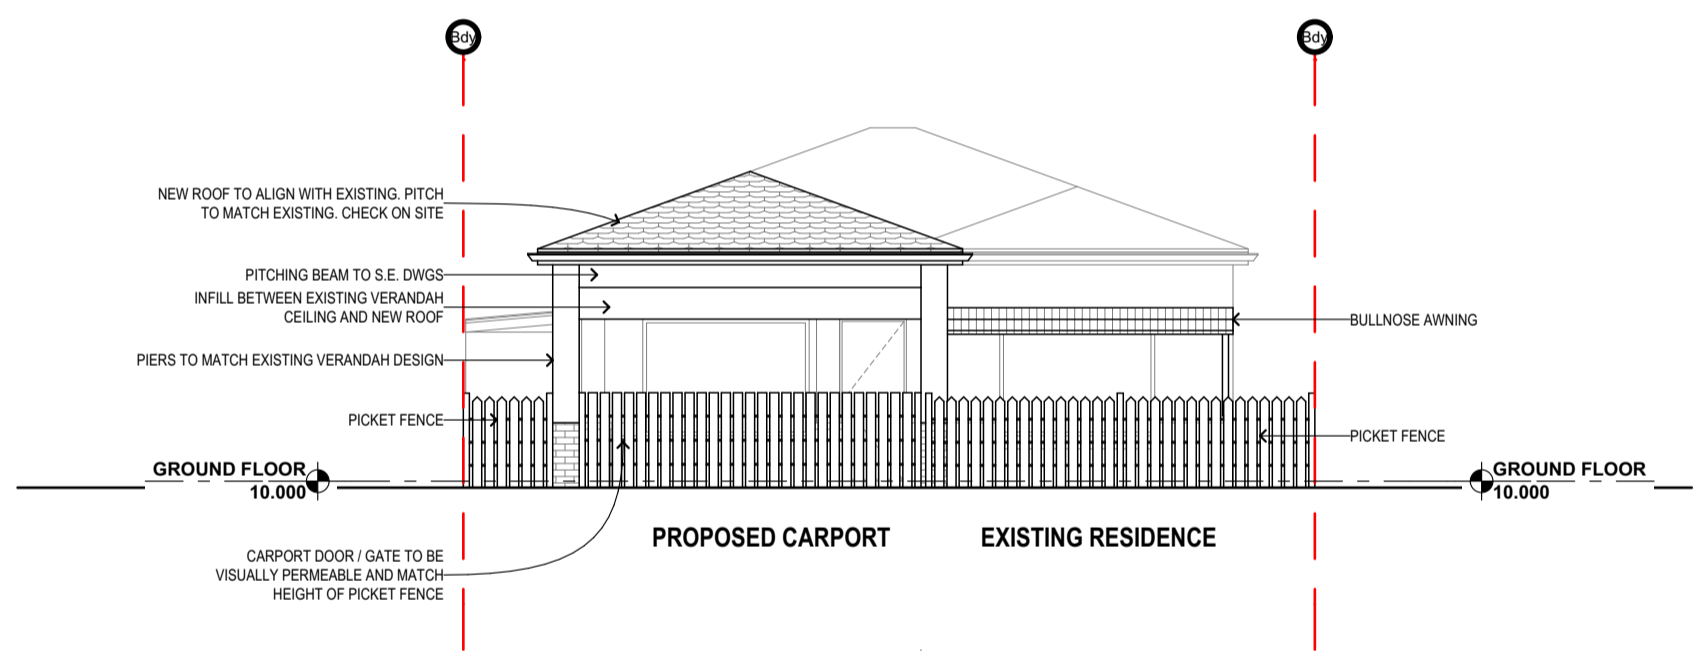 Bdy
Bdy
NEW ROOF TO ALIGN WITH EXISTING. PITCH
TO MATCH EXISTING. CHECK ON SITE
PITCHING BEAM TO S.E. DWGS
INFILL BETWEEN EXISTING VERANDAH
CEILING AND NEW ROOF
BULLNOSE AWNING
PIERS TO MATCH EXISTING VERANDAH DESIGN
PICKET FENCE
PICKET FENCE
GROUND FLOOR
10.000
GROUND FLOOR
10.000
PROPOSED CARPORT
EXISTING RESIDENCE
CARPORT DOOR / GATE TO BE
VISUALLY PERMEABLE AND MATCH
HEIGHT OF PICKET FENCE